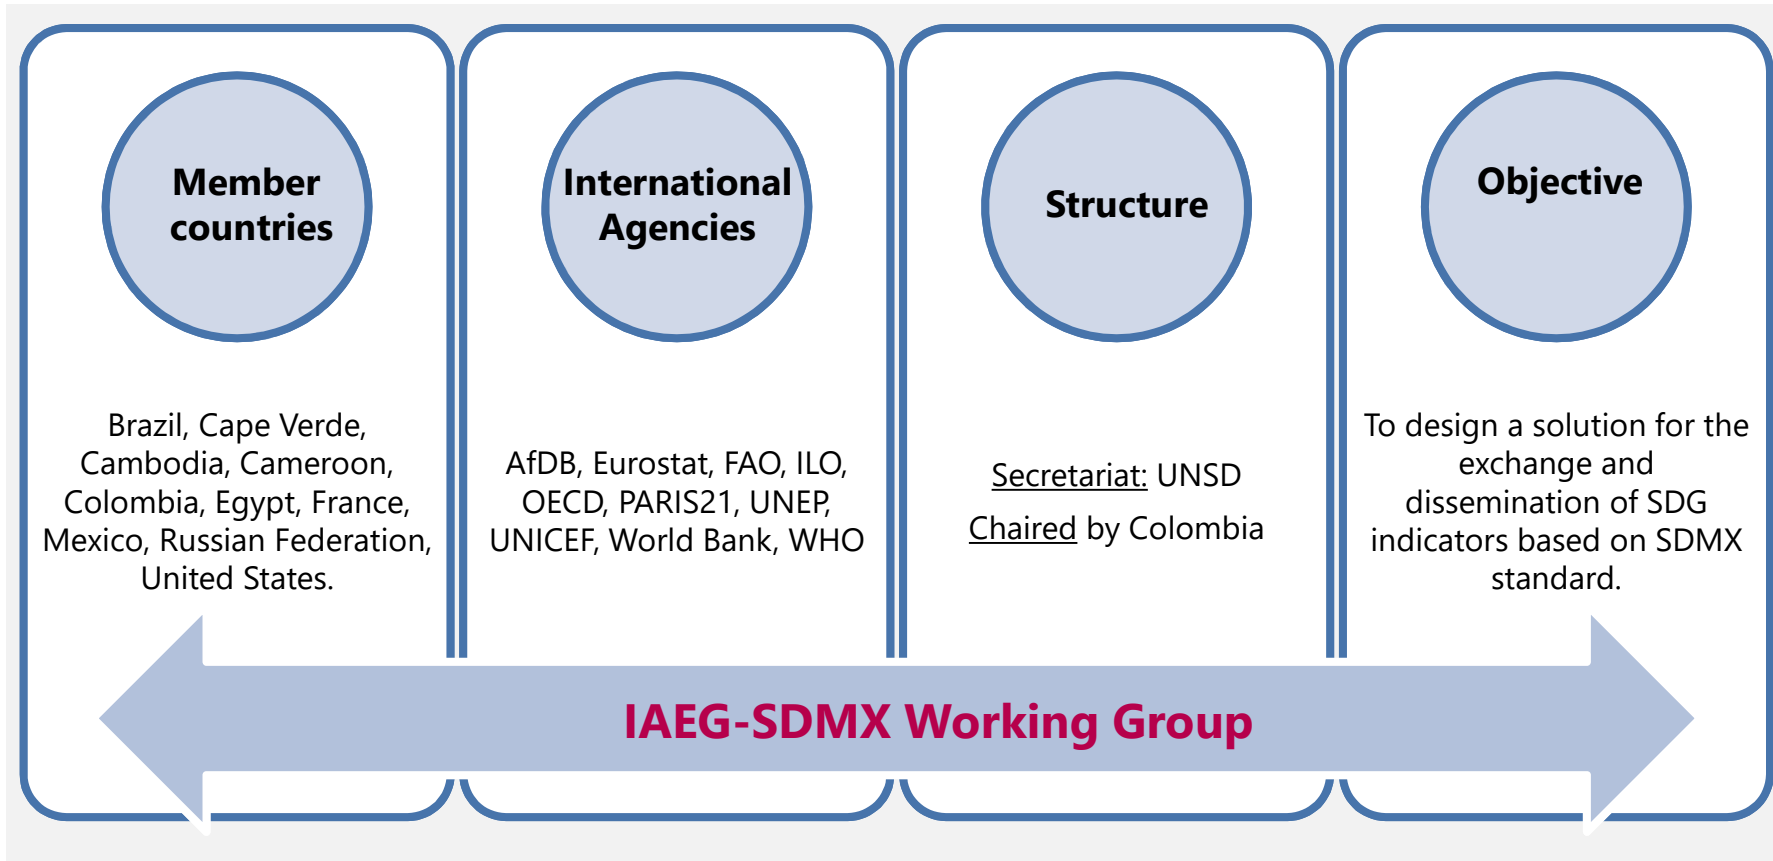 Member
countries
Brazil, Cape Verde,
Cambodia, Cameroon,
Colombia, Egypt, France,
Mexico, Russian Federation,
United States.
International
Agencies
AfDB, Eurostat, FAO, ILO,
OECD, PARIS21, UNEP,
UNICEF, World Bank, WHO
Structure
Secretariat: UNSD
Chaired by Colombia
Objective
To design a solution for the
exchange and
dissemination of SDG
indicators based on SDMX
standard.
IAEG-SDMX Working Group